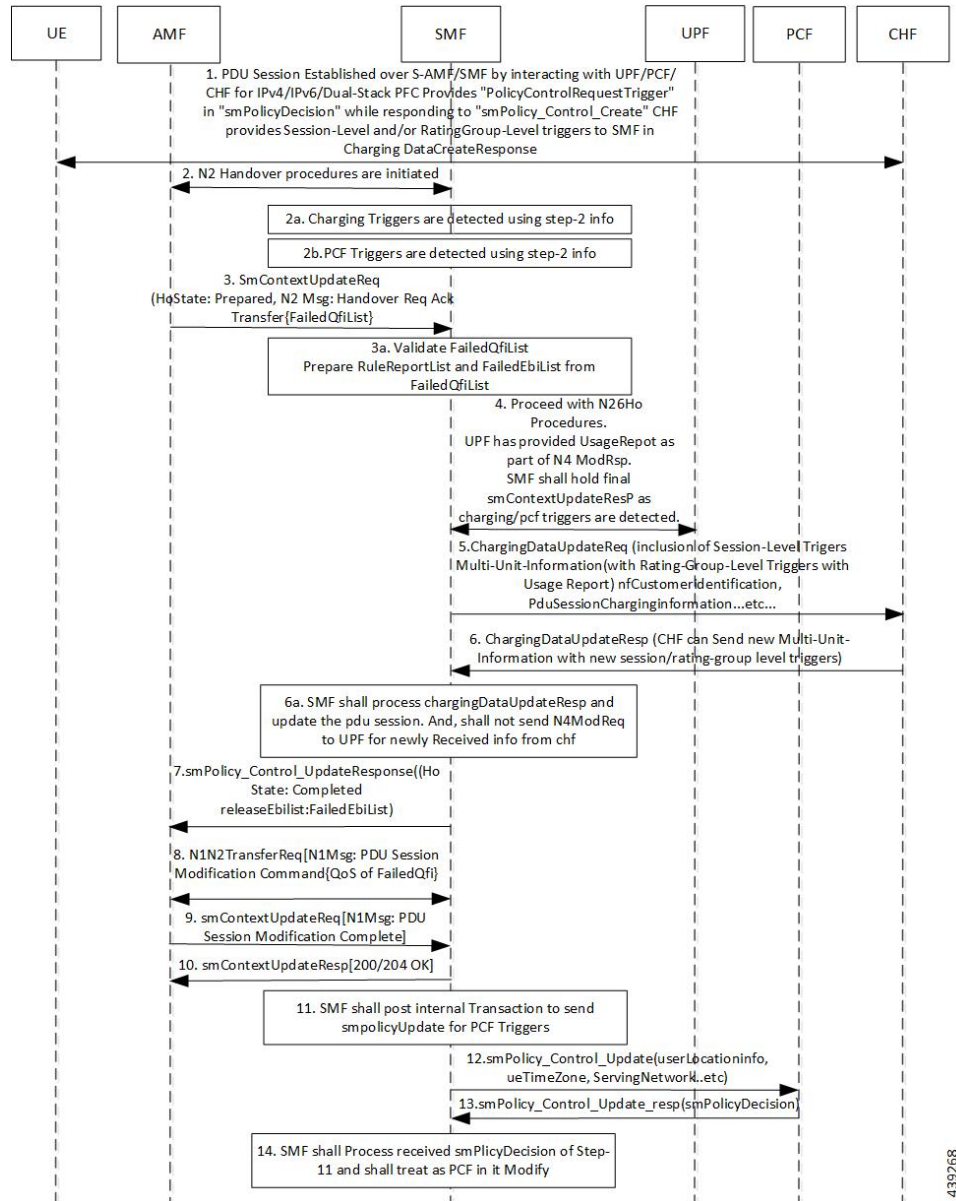 UE
AMF
SMF
UPF
PCF
CHF
1. PDU Session Established over S-AMF/SMF by interacting with UPF/PCF/
CHF for IPv4/IPv6/Dual-Stack PFC Provides "PolicyControlRequestTrigger"
in "smPolicyDecision" while responding to "smPolicy_Control_Create" CHF
provides Session-Level and/or RatingGroup-Level triggers to SMF in
Charging DataCreateResponse
2. N2 Handover procedures are initiated
2a. Charging Triggers are detected using step-2 info
2b.PCF Triggers are detected using step-2 info
3. SmContextUpdateReq
(HoState: Prepared, N2 Msg: Handover Req Ack
Transfer{FailedQfiList}
3a. Validate FailedQfiList
Prepare RuleReportList and FailedEbiList from
FailedQfiList
4. Proceed with N26Ho
Procedures.
UPF has provided UsageRepot as
part of N4 ModRsp.
SMF shall hold final
smContextUpdateResP as
charging/pcf triggers are detected.
5.ChargingDataUpdateReq (inclusion of Session-Level Trigers
Multi-Unit-Information(with Rating-Group-Level Triggers with
Usage Report) nfCustomerIdentification,
PduSessionCharginginformation...etc...
6. ChargingDataUpdateResp (CHF can Send new Multi-Unit-
Information with new session/rating-group level triggers)
6a. SMF shall process chargingDataUpdateResp and
update the pdu session. And, shall not send N4ModReq
to UPF for newly Received info from chf
7.smPolicy_Control_UpdateResponse((Ho
State: Completed
releaseEbilist:FailedEbiList)
8. N1N2TransferReq[N1Msg: PDU Session
Modification Command{QoS of FailedQfi}
9. smContextUpdateReq[N1Msg: PDU
Session Modification Complete]
10. smContextUpdateResp[200/204 OK]
11. SMF shall post internal Transaction to send
smpolicyUpdate for PCF Triggers
12.smPolicy_Control_Update(userLocationinfo,
ueTimeZone, ServingNetwork..etc)
13.smPolicy_Control_Update_resp(smPolicyDecision)
14. SMF shall Process received smPlicyDecision of Step-
11 and shall treat as PCF in it Modify
439268